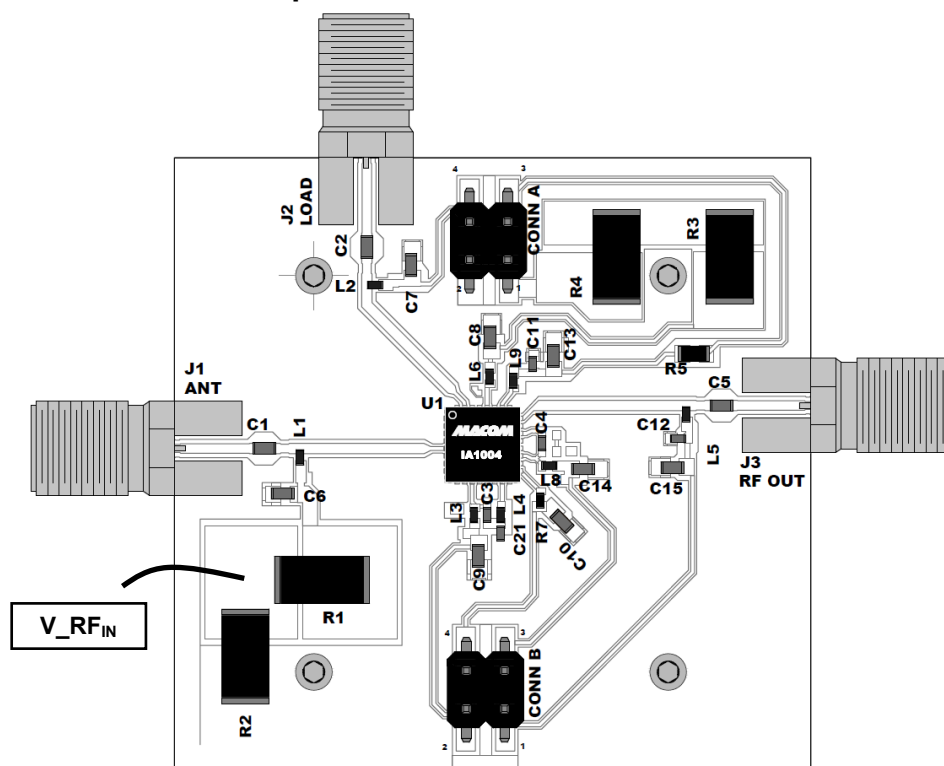 J2
LOAD
C2
L2
C7
4
3
2
1
CONN A
R4
R3
C8
L6
L9
C11
C13
R5
J1
ANT
C1
L1
C6
U1
MACOM
IA1004
C4
L8
C14
C5
C12
C15
L5
J3
RF OUT
L3
C3
L4
C21
R7
C10
C9
V_RFIN
R1
R2
4
3
2
1
CONN B